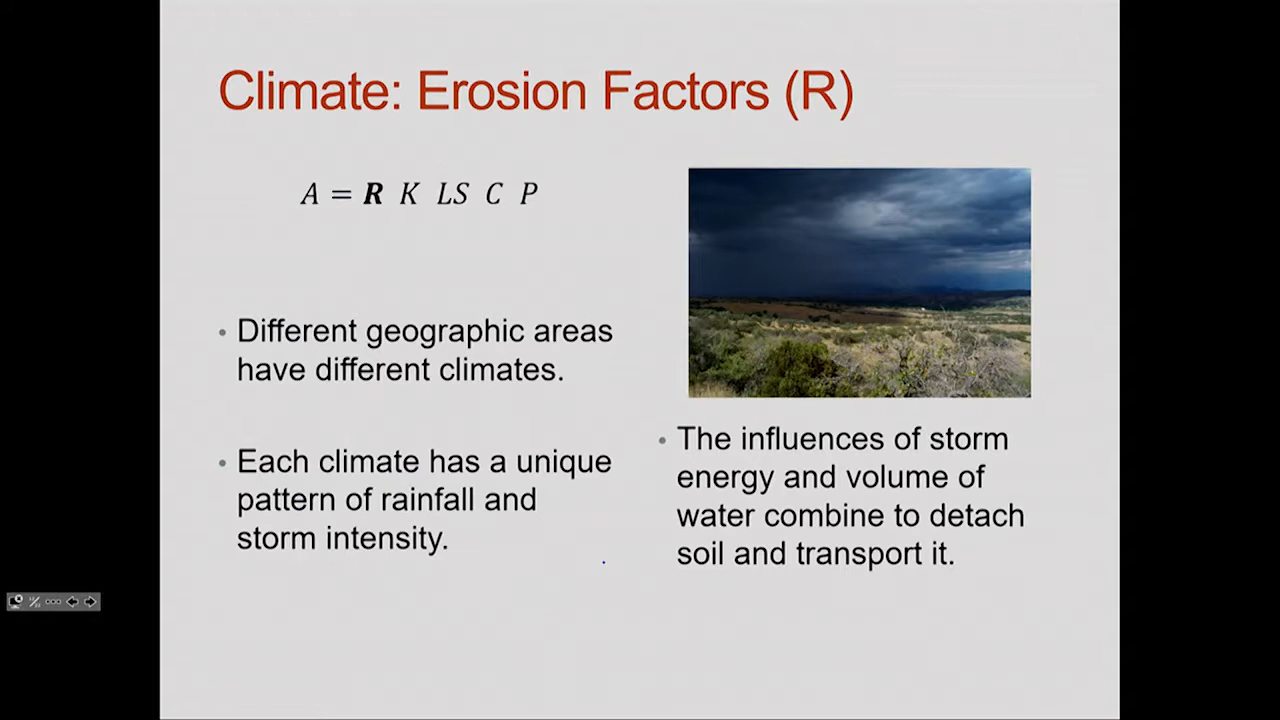 Climate: Erosion Factors (R)
A = R K LS C P
• Different geographic areas
have different climates.
• Each climate has a unique
pattern of rainfall and
storm intensity.
• The influences of storm
energy and volume of
water combine to detach
soil and transport it.